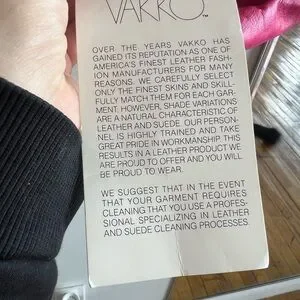 VAKKO™
OVER THE YEARS VAKKO HAS
GAINED ITS REPUTATION AS ONE OF
AMERICA'S FINEST LEATHER FASH-
ION MANUFACTURERS FOR MANY
REASONS. WE CAREFULLY SELECT
ONLY THE FINEST SKINS AND SKILL-
FULLY MATCH THEM FOR EACH GAR-
MENT. HOWEVER, SHADE VARIATIONS
ARE A NATURAL CHARACTERISTIC OF
LEATHER AND SUEDE. OUR PERSON-
NEL IS HIGHLY TRAINED AND TAKE
GREAT PRIDE IN WORKMANSHIP. THIS
RESULTS IN A LEATHER PRODUCT WE
ARE PROUD TO OFFER AND YOU WILL
BE PROUD TO WEAR.
WE SUGGEST THAT IN THE EVENT
THAT YOUR GARMENT REQUIRES
CLEANING THAT YOU USE A PROFES-
SIONAL SPECIALIZING IN LEATHER
AND SUEDE CLEANING PROCESSES.